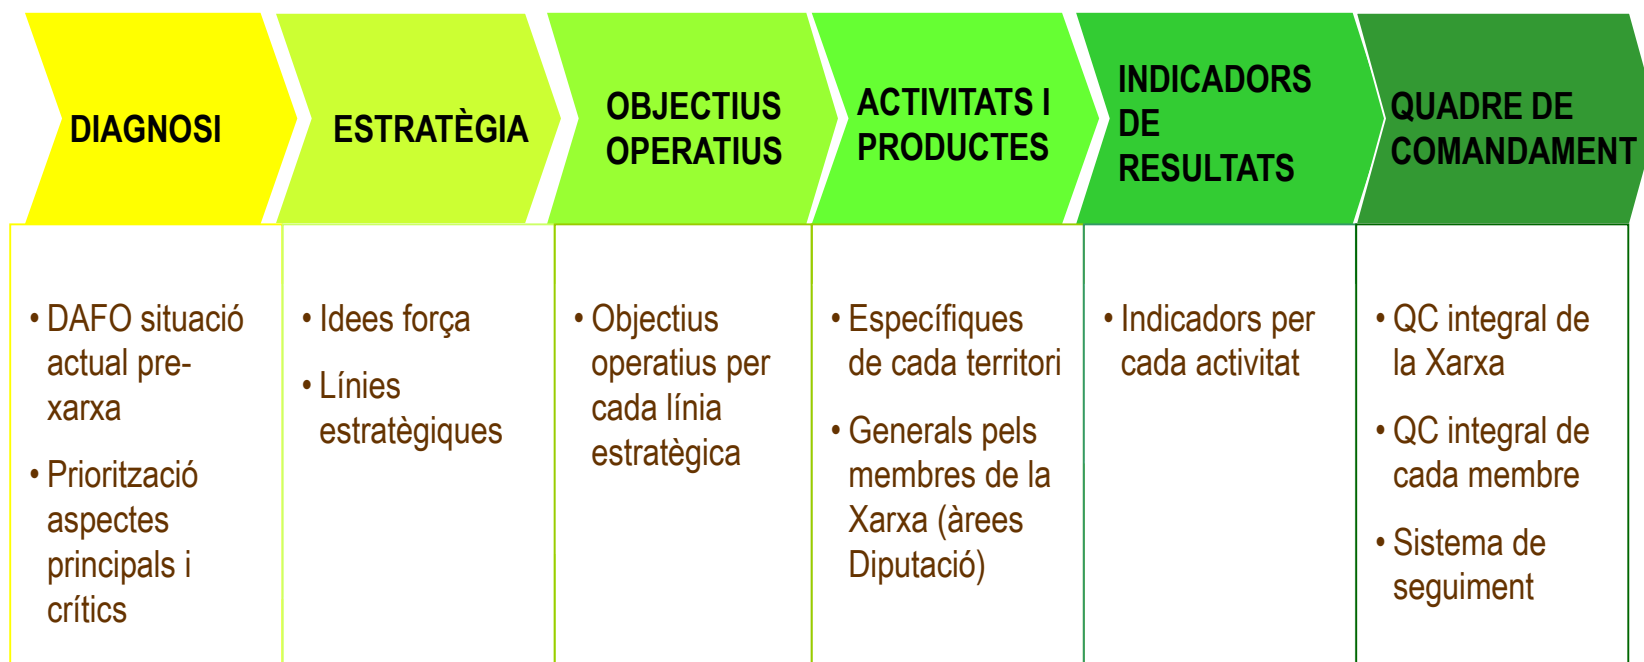 DIAGNOSI
ESTRATÈGIA
OBJECTIUS
OPERATIUS
ACTIVITATS I
PRODUCTES
INDICADORS
DE
RESULTATS
QUADRE DE
COMANDAMENT
• DAFO situació
actual pre-
xarxa
• Priorització
aspectes
principals i
crítics
• Idees força
• Línies
estratègiques
• Objectius
operatius per
cada línia
estratègica
• Específiques
de cada territori
• Generals pels
membres de la
Xarxa (àrees
Diputació)
• Indicadors per
cada activitat
• QC integral de
la Xarxa
• QC integral de
cada membre
• Sistema de
seguiment